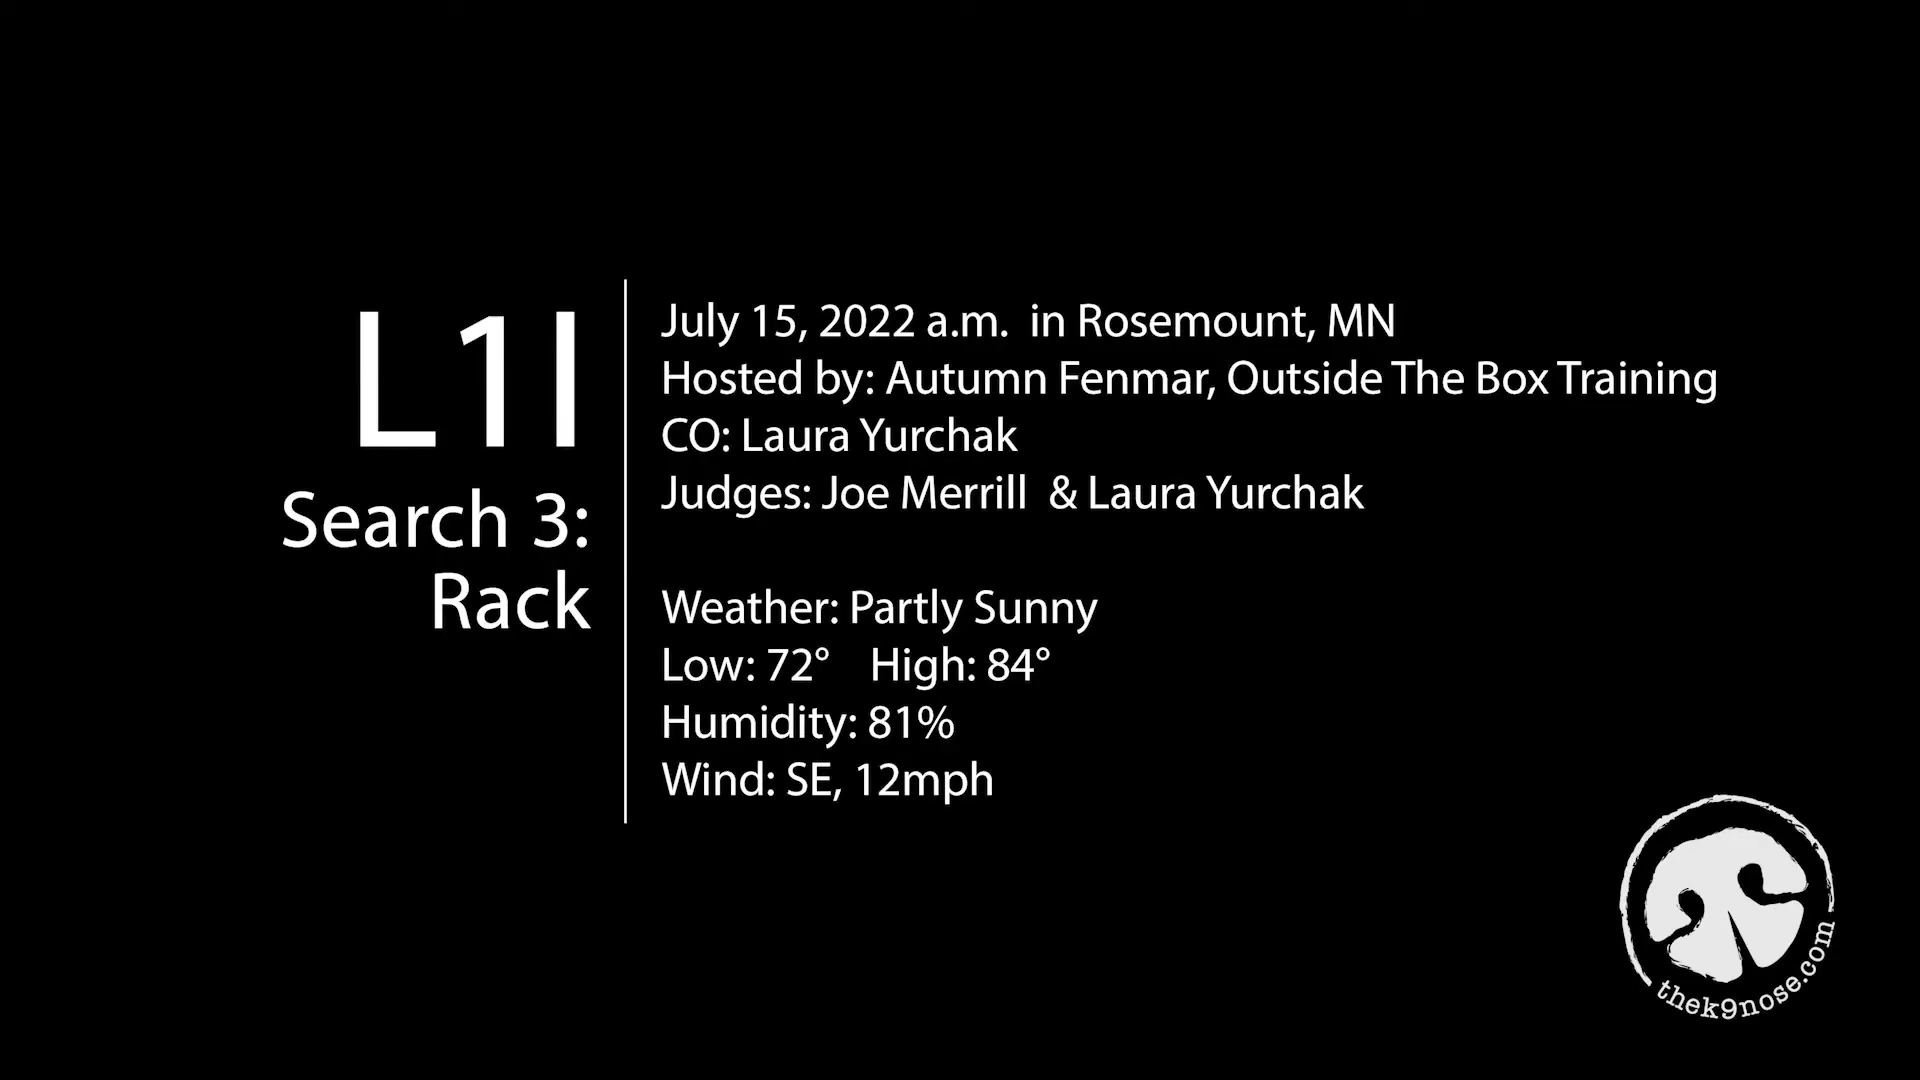 L1I
Search 3:
Rack
July 15, 2022 a.m.  in Rosemount, MN
Hosted by: Autumn Fenmar, Outside The Box Training
CO: Laura Yurchak
Judges: Joe Merrill  & Laura Yurchak
Weather: Partly Sunny
Low: 72°    High: 84°
Humidity: 81%
Wind: SE, 12mph
thek9nose.com